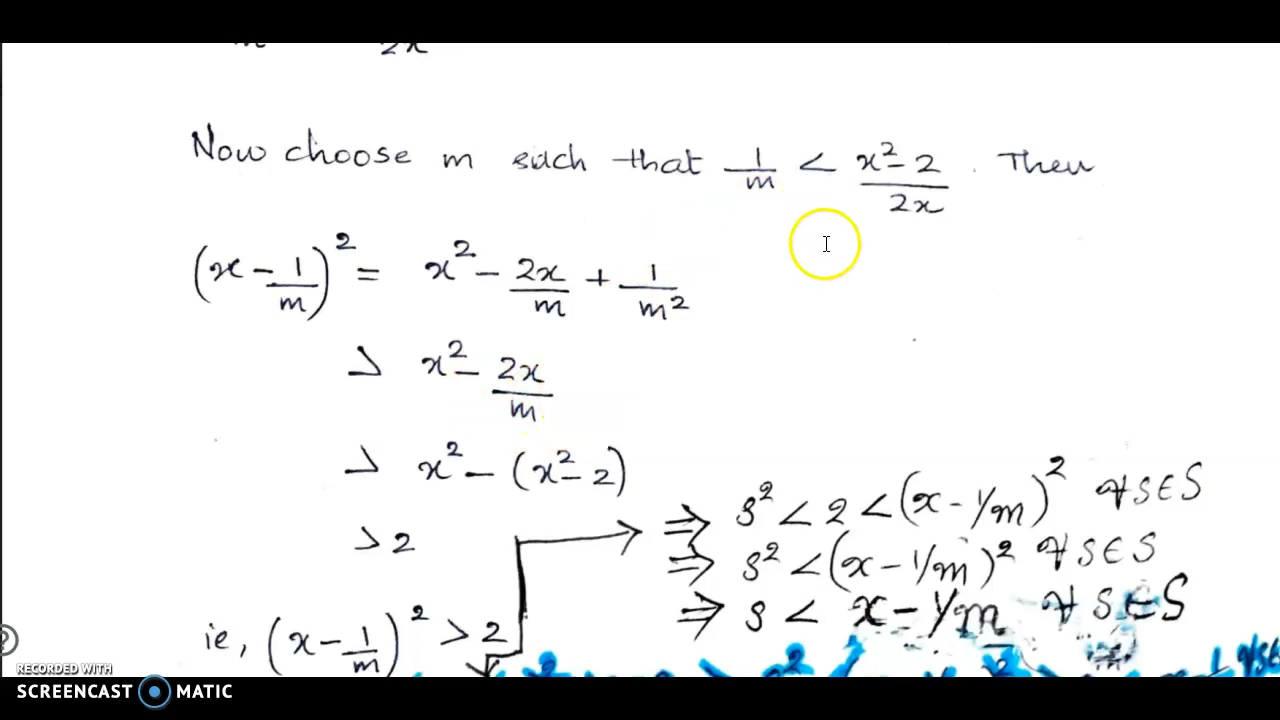 m 2x
Now choose m such that 1/m < (x² - 2)/2x . Then
(x - 1/m)² = x² - 2x/m + 1/m²
> x² - 2x/m
> x² - (x² - 2)
> 2
ie, (x - 1/m)² > 2
⇒ s² < 2 < (x - 1/m)² ∀ s ∈ S
⇒ s² < (x - 1/m)² ∀ s ∈ S
⇒ s < x - 1/m ∀ s ∈ S
RECORDED WITH
SCREENCAST MATIC